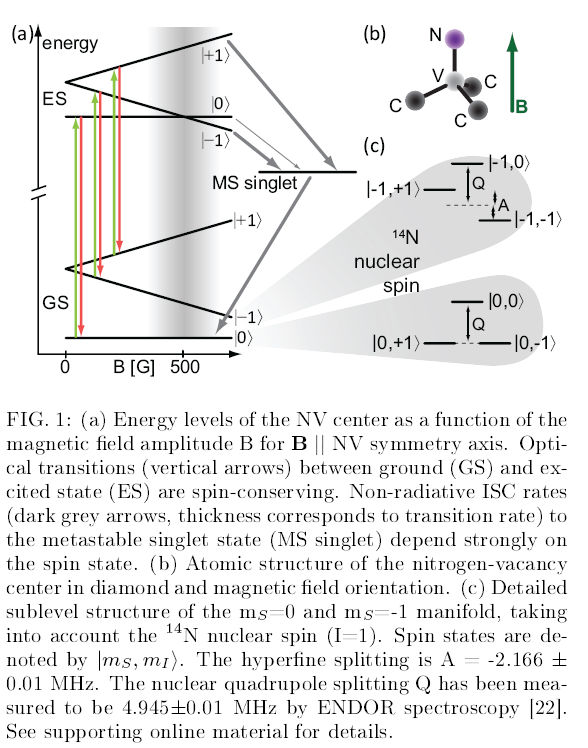 (a)
energy
|+1⟩
ES
|0⟩
|−1⟩
MS singlet
|+1⟩
GS
|−1⟩
|0⟩
0
B [G]
500
(b)
N
V
C
C
C
B
(c)
|-1,0⟩
Q
|-1,+1⟩
A
|-1,-1⟩
¹⁴N
nuclear
spin
|0,0⟩
Q
|0,+1⟩
|0,-1⟩
FIG. 1: (a) Energy levels of the NV center as a function of the
magnetic field amplitude B for B || NV symmetry axis. Opti-
cal transitions (vertical arrows) between ground (GS) and ex-
cited state (ES) are spin-conserving. Non-radiative ISC rates
(dark grey arrows, thickness corresponds to transition rate) to
the metastable singlet state (MS singlet) depend strongly on
the spin state. (b) Atomic structure of the nitrogen-vacancy
center in diamond and magnetic field orientation. (c) Detailed
sublevel structure of the mS=0 and mS=-1 manifold, taking
into account the ¹⁴N nuclear spin (I=1). Spin states are de-
noted by |mS, mI⟩. The hyperfine splitting is A = -2.166 ±
0.01 MHz. The nuclear quadrupole splitting Q has been mea-
sured to be 4.945±0.01 MHz by ENDOR spectroscopy [22].
See supporting online material for details.